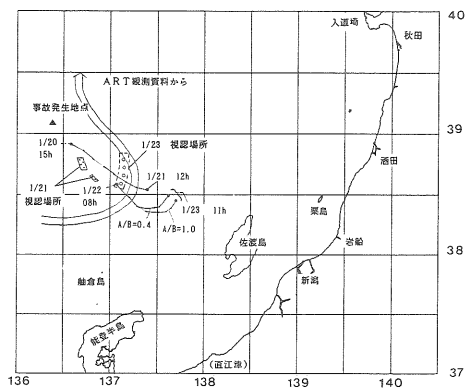 40
入道埼
秋田
ART観測資料から
事故発生地点
1/20
15h
1/23 視認場所
酒田
39
1/21 12h
1/21
視認場所
1/22
08h
1/23 11h
粟島
A/B=0.4
A/B=1.0
佐渡島
岩船
38
舳倉島
新潟
能登半島
(直江津)
136
137
138
139
140
37